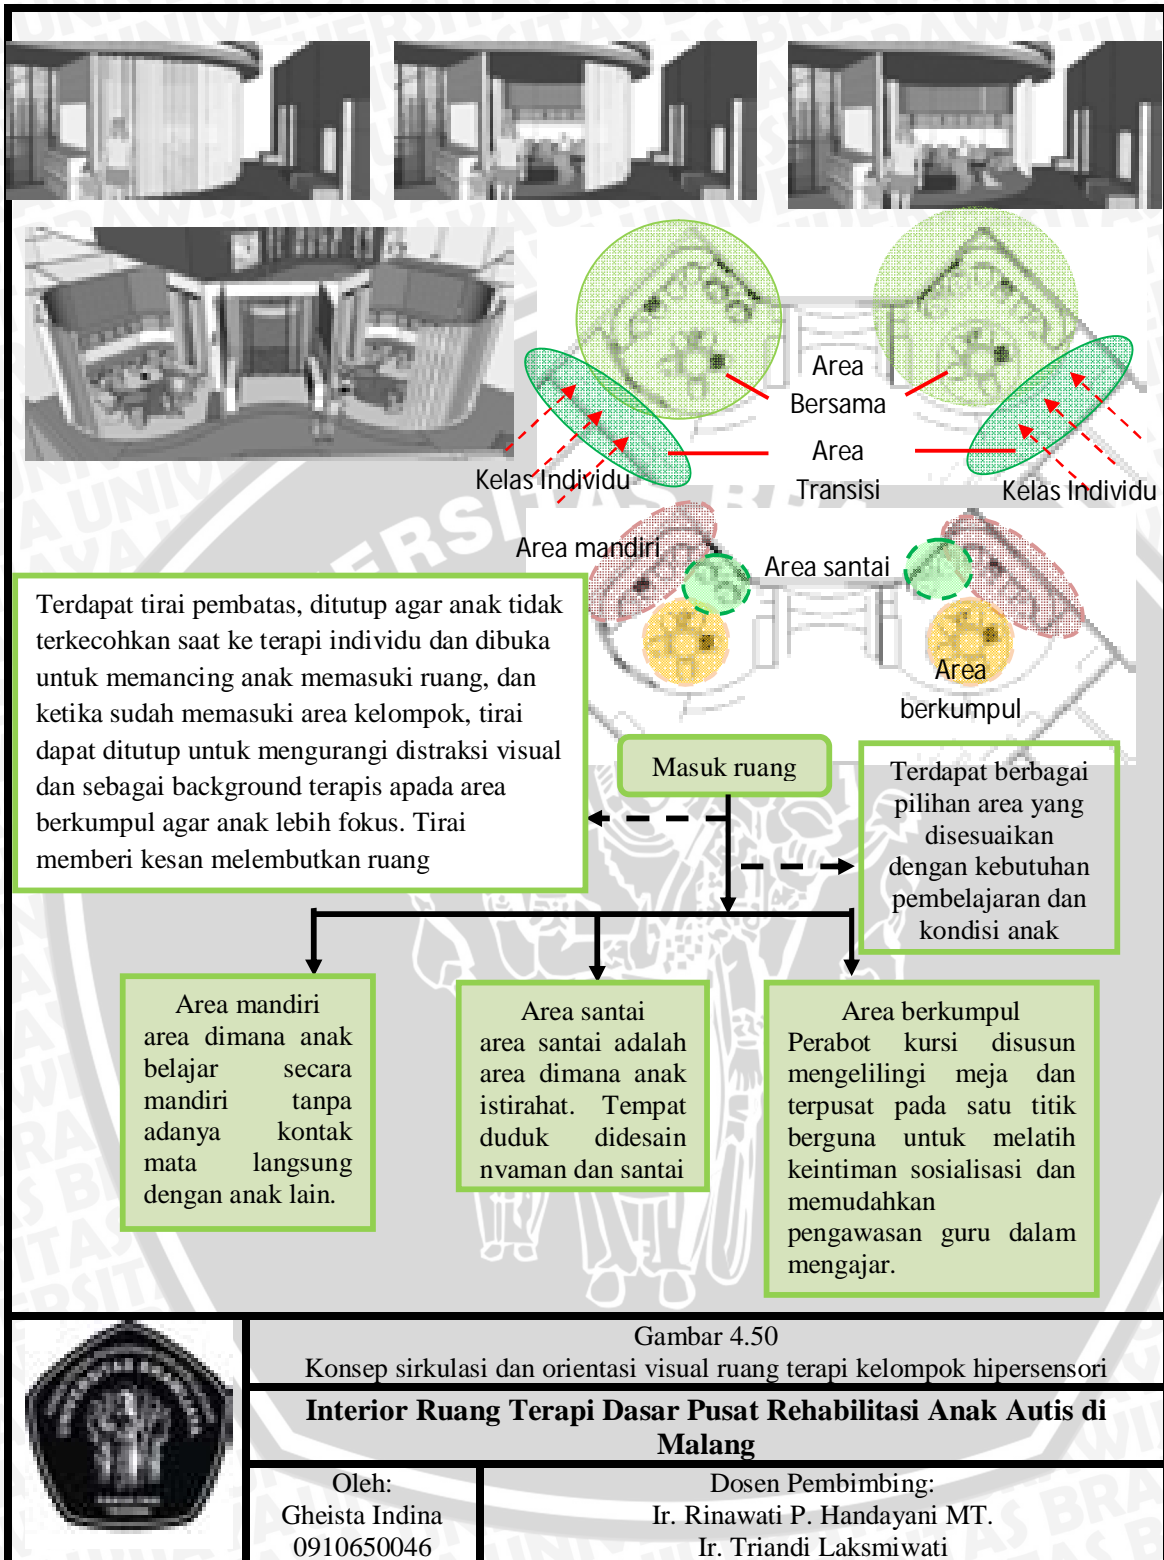 Area
Bersama
Area
Transisi
Kelas Individu
Kelas Individu
Area mandiri
Area santai
Area
berkumpul
Terdapat tirai pembatas, ditutup agar anak tidak
terkecohkan saat ke terapi individu dan dibuka
untuk memancing anak memasuki ruang, dan
ketika sudah memasuki area kelompok, tirai
dapat ditutup untuk mengurangi distraksi visual
dan sebagai background terapis apada area
berkumpul agar anak lebih fokus. Tirai
memberi kesan melembutkan ruang
Masuk ruang
Terdapat berbagai
pilihan area yang
disesuaikan
dengan kebutuhan
pembelajaran dan
kondisi anak
Area mandiri
area dimana anak
belajar secara
mandiri tanpa
adanya kontak
mata langsung
dengan anak lain.
Area santai
area santai adalah
area dimana anak
istirahat. Tempat
duduk didesain
nyaman dan santai
Area berkumpul
Perabot kursi disusun
mengelilingi meja dan
terpusat pada satu titik
berguna untuk melatih
keintiman sosialisasi dan
memudahkan
pengawasan guru dalam
mengajar.
Gambar 4.50
Konsep sirkulasi dan orientasi visual ruang terapi kelompok hipersensori
Interior Ruang Terapi Dasar Pusat Rehabilitasi Anak Autis di
Malang
Oleh:
Gheista Indina
0910650046
Dosen Pembimbing:
Ir. Rinawati P. Handayani MT.
Ir. Triandi Laksmiwati